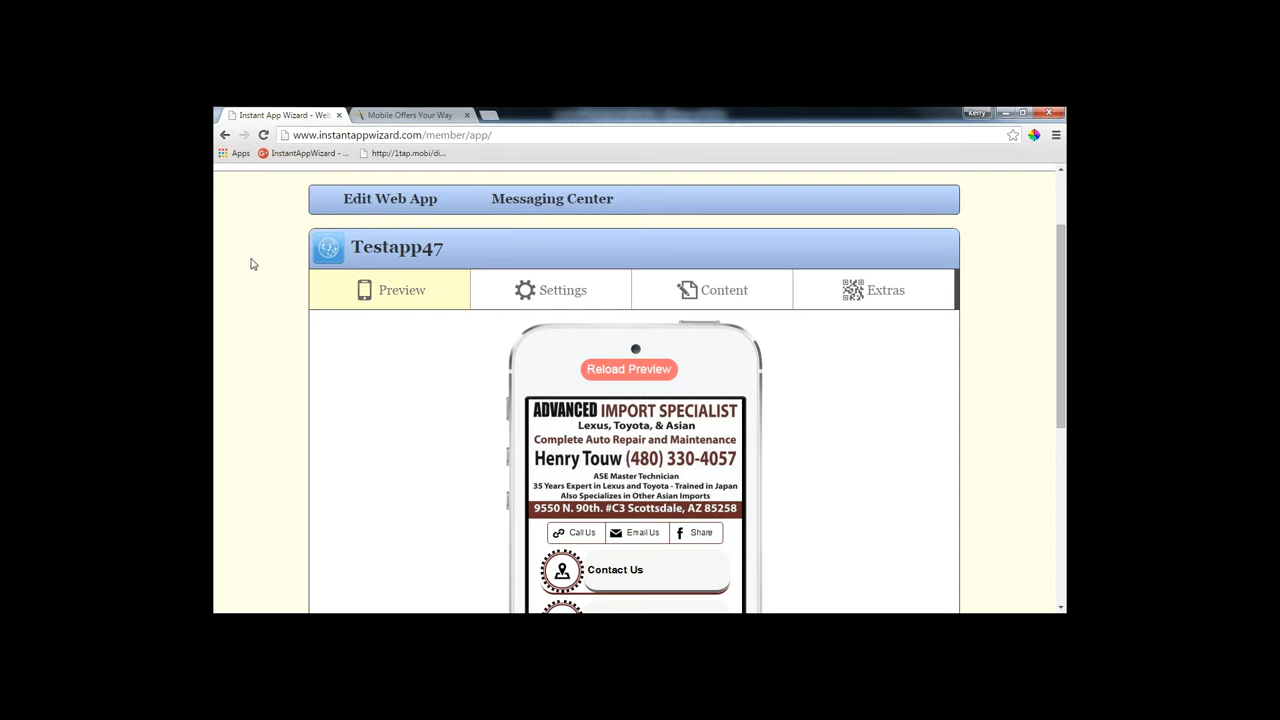 Instant App Wizard - Web
Mobile Offers Your Way
Kerry
www.instantappwizard.com/member/app/
Apps
InstantAppWizard - ...
http://1tap.mobi/di...
Edit Web App
Messaging Center
Testapp47
Preview
Settings
Content
Extras
Reload Preview
ADVANCED IMPORT SPECIALIST
Lexus, Toyota, & Asian
Complete Auto Repair and Maintenance
Henry Touw (480) 330-4057
ASE Master Technician
35 Years Expert in Lexus and Toyota - Trained in Japan
Also Specializes in Other Asian Imports
9550 N. 90th. #C3 Scottsdale, AZ 85258
Call Us
Email Us
Share
Contact Us